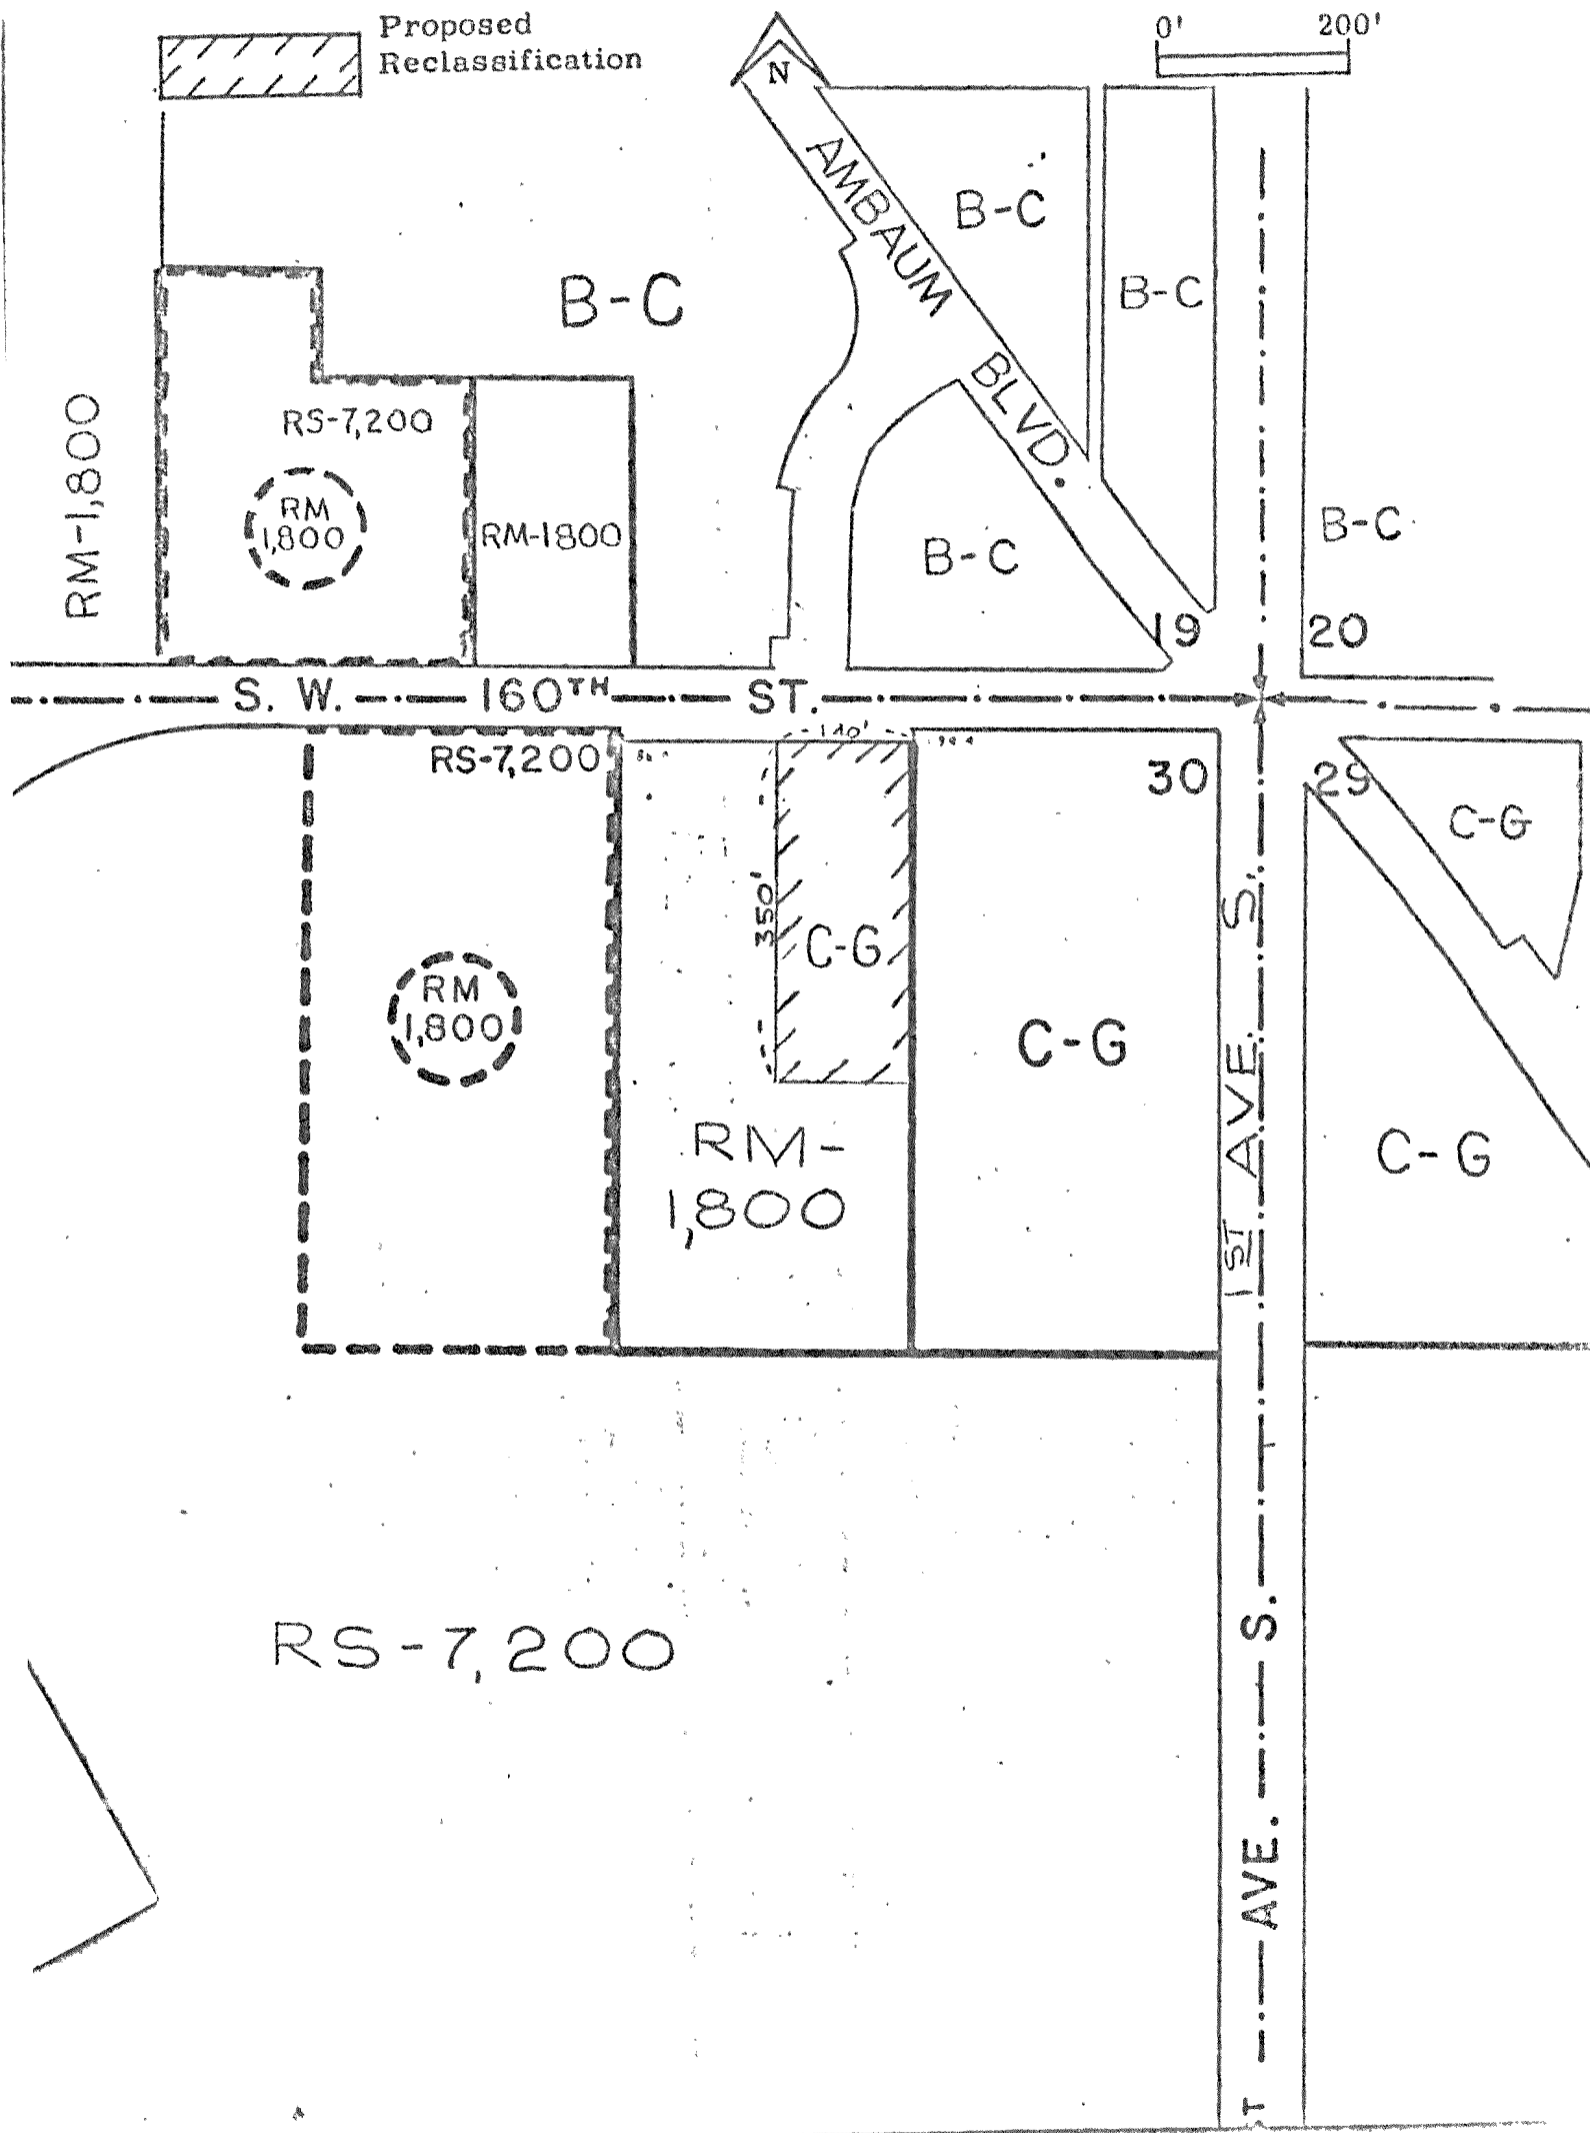 Proposed
Reclassification
N
0' 200'
AMBAUM BLVD.
B-C
B-C
B-C
RM-1,800
RS-7,200
RM
1,800
RM-1800
B-C
B-C
19
20
S. W. 160TH ST.
RS-7,200
140'
30
29
C-G
350'
C-G
RM
1,800
C-G
1ST AVE. S.
RM-
1,800
C-G
RS-7,200
AVE. S.